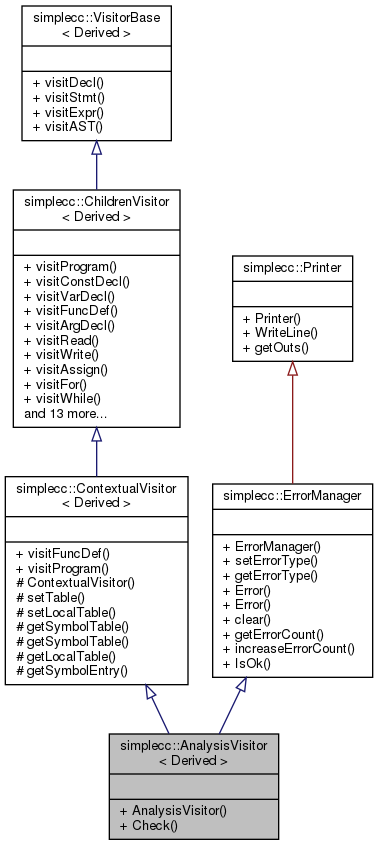 simplecc::VisitorBase
< Derived >
+ visitDecl()
+ visitStmt()
+ visitExpr()
+ visitAST()
simplecc::ChildrenVisitor
< Derived >
+ visitProgram()
+ visitConstDecl()
+ visitVarDecl()
+ visitFuncDef()
+ visitArgDecl()
+ visitRead()
+ visitWrite()
+ visitAssign()
+ visitFor()
+ visitWhile()
and 13 more...
simplecc::Printer
+ Printer()
+ WriteLine()
+ getOuts()
simplecc::ContextualVisitor
< Derived >
+ visitFuncDef()
+ visitProgram()
# ContextualVisitor()
# setTable()
# setLocalTable()
# getSymbolTable()
# getSymbolTable()
# getLocalTable()
# getSymbolEntry()
simplecc::ErrorManager
+ ErrorManager()
+ setErrorType()
+ getErrorType()
+ Error()
+ Error()
+ clear()
+ getErrorCount()
+ increaseErrorCount()
+ IsOk()
simplecc::AnalysisVisitor
< Derived >
+ AnalysisVisitor()
+ Check()